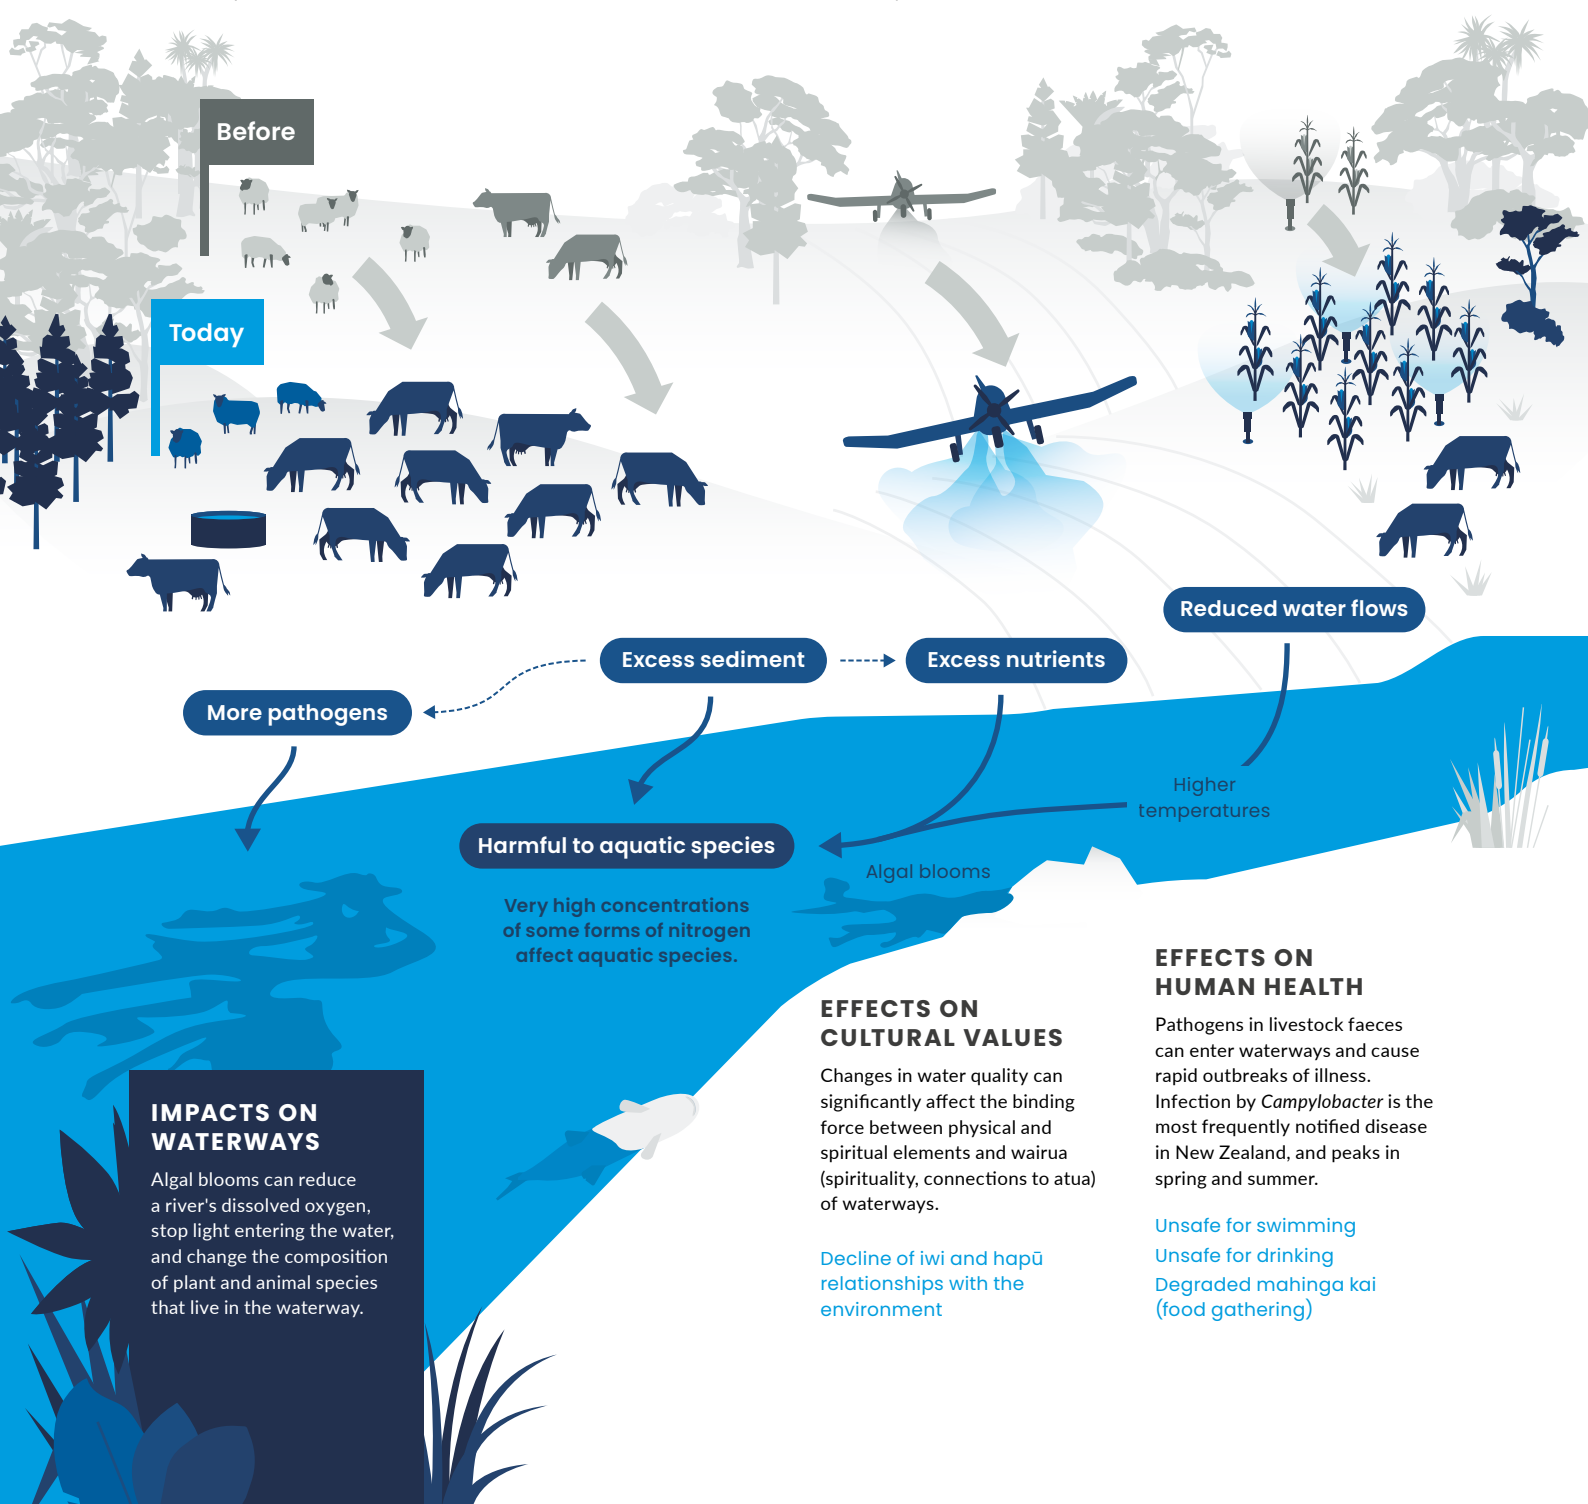 Before
Today
Reduced water flows
Excess sediment
Excess nutrients
More pathogens
Higher
temperatures
Harmful to aquatic species
Algal blooms
Very high concentrations
of some forms of nitrogen
affect aquatic species.
IMPACTS ON
WATERWAYS
Algal blooms can reduce
a river's dissolved oxygen,
stop light entering the water,
and change the composition
of plant and animal species
that live in the waterway.
EFFECTS ON
CULTURAL VALUES
Changes in water quality can
significantly affect the binding
force between physical and
spiritual elements and wairua
(spirituality, connections to atua)
of waterways.
Decline of iwi and hapū
relationships with the
environment
EFFECTS ON
HUMAN HEALTH
Pathogens in livestock faeces
can enter waterways and cause
rapid outbreaks of illness.
Infection by Campylobacter is the
most frequently notified disease
in New Zealand, and peaks in
spring and summer.
Unsafe for swimming
Unsafe for drinking
Degraded mahinga kai
(food gathering)